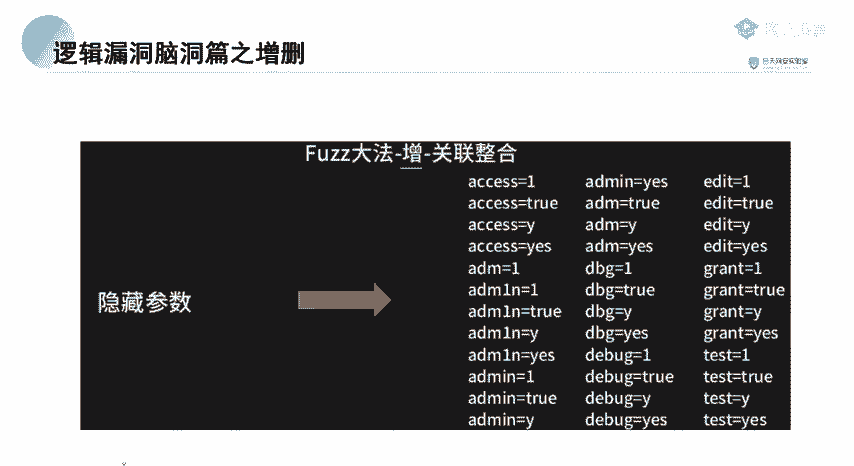 逻辑漏洞脑洞篇之增删
Fuzz大法-增-关联整合
隐藏参数
access=1 admin=yes edit=1
access=true adm=true edit=true
access=y adm=y edit=y
access=yes adm=yes edit=yes
adm=1 dbg=1 grant=1
adm1n=1 dbg=true grant=true
adm1n=true dbg=y grant=y
adm1n=y dbg=yes grant=yes
adm1n=yes debug=1 test=1
admin=1 debug=true test=true
admin=true debug=y test=y
admin=y debug=yes test=yes